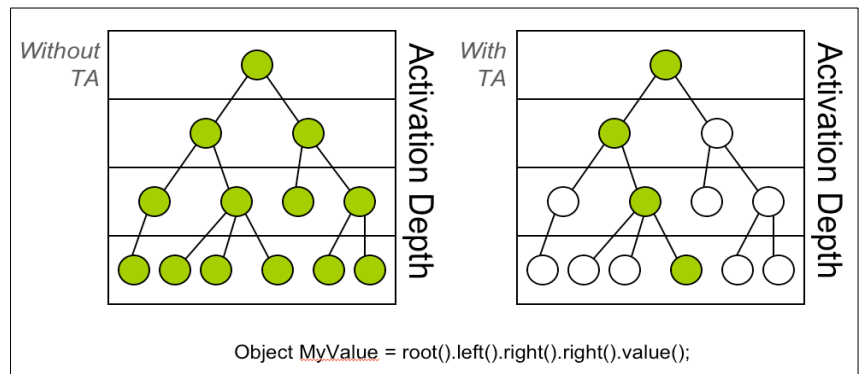 Without
TA
Activation Depth
With
TA
Activation Depth
Object MyValue = root().left().right().right().value();